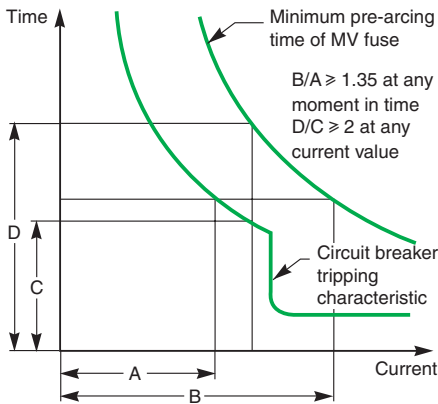 Time
Minimum pre-arcing
time of MV fuse
B/A ⩾ 1.35 at any
moment in time
D/C ⩾ 2 at any
current value
D
C
Circuit breaker
tripping
characteristic
Current
A
B